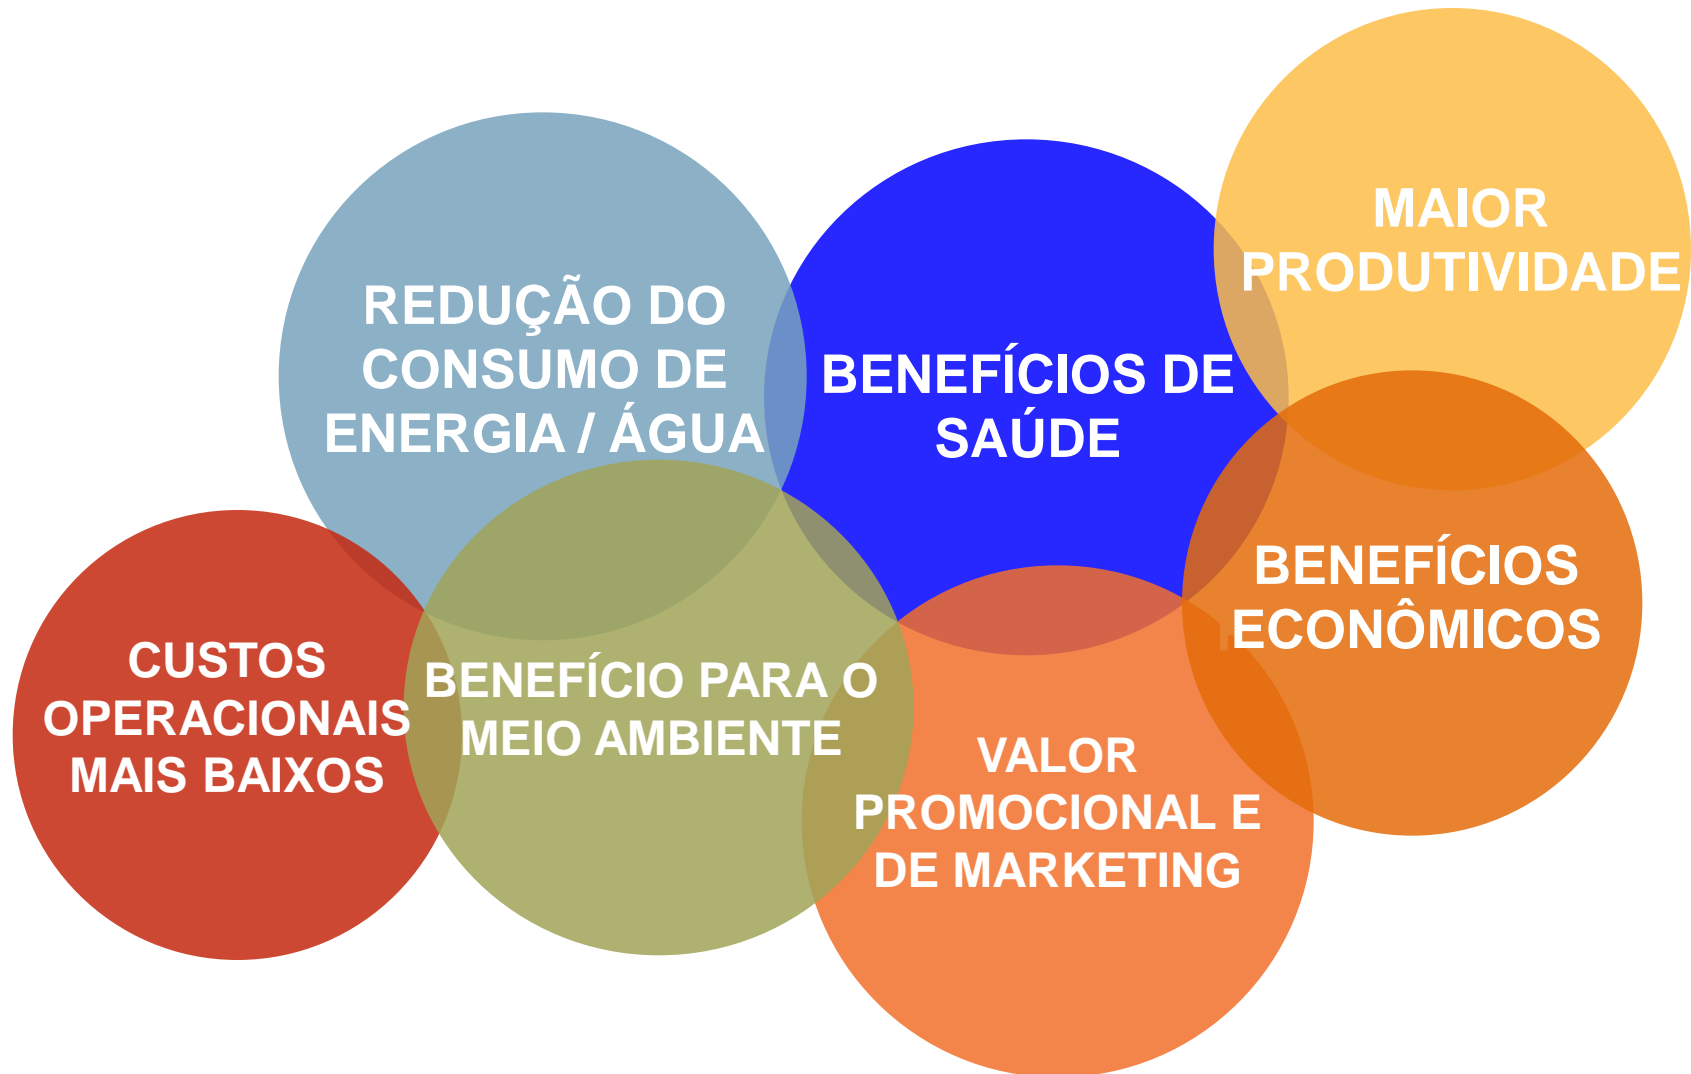 MAIOR
PRODUTIVIDADE
REDUÇÃO DO
CONSUMO DE
ENERGIA / ÁGUA
BENEFÍCIOS DE
SAÚDE
BENEFÍCIOS
ECONÔMICOS
CUSTOS
OPERACIONAIS
MAIS BAIXOS
BENEFÍCIO PARA O
MEIO AMBIENTE
VALOR
PROMOCIONAL E
DE MARKETING